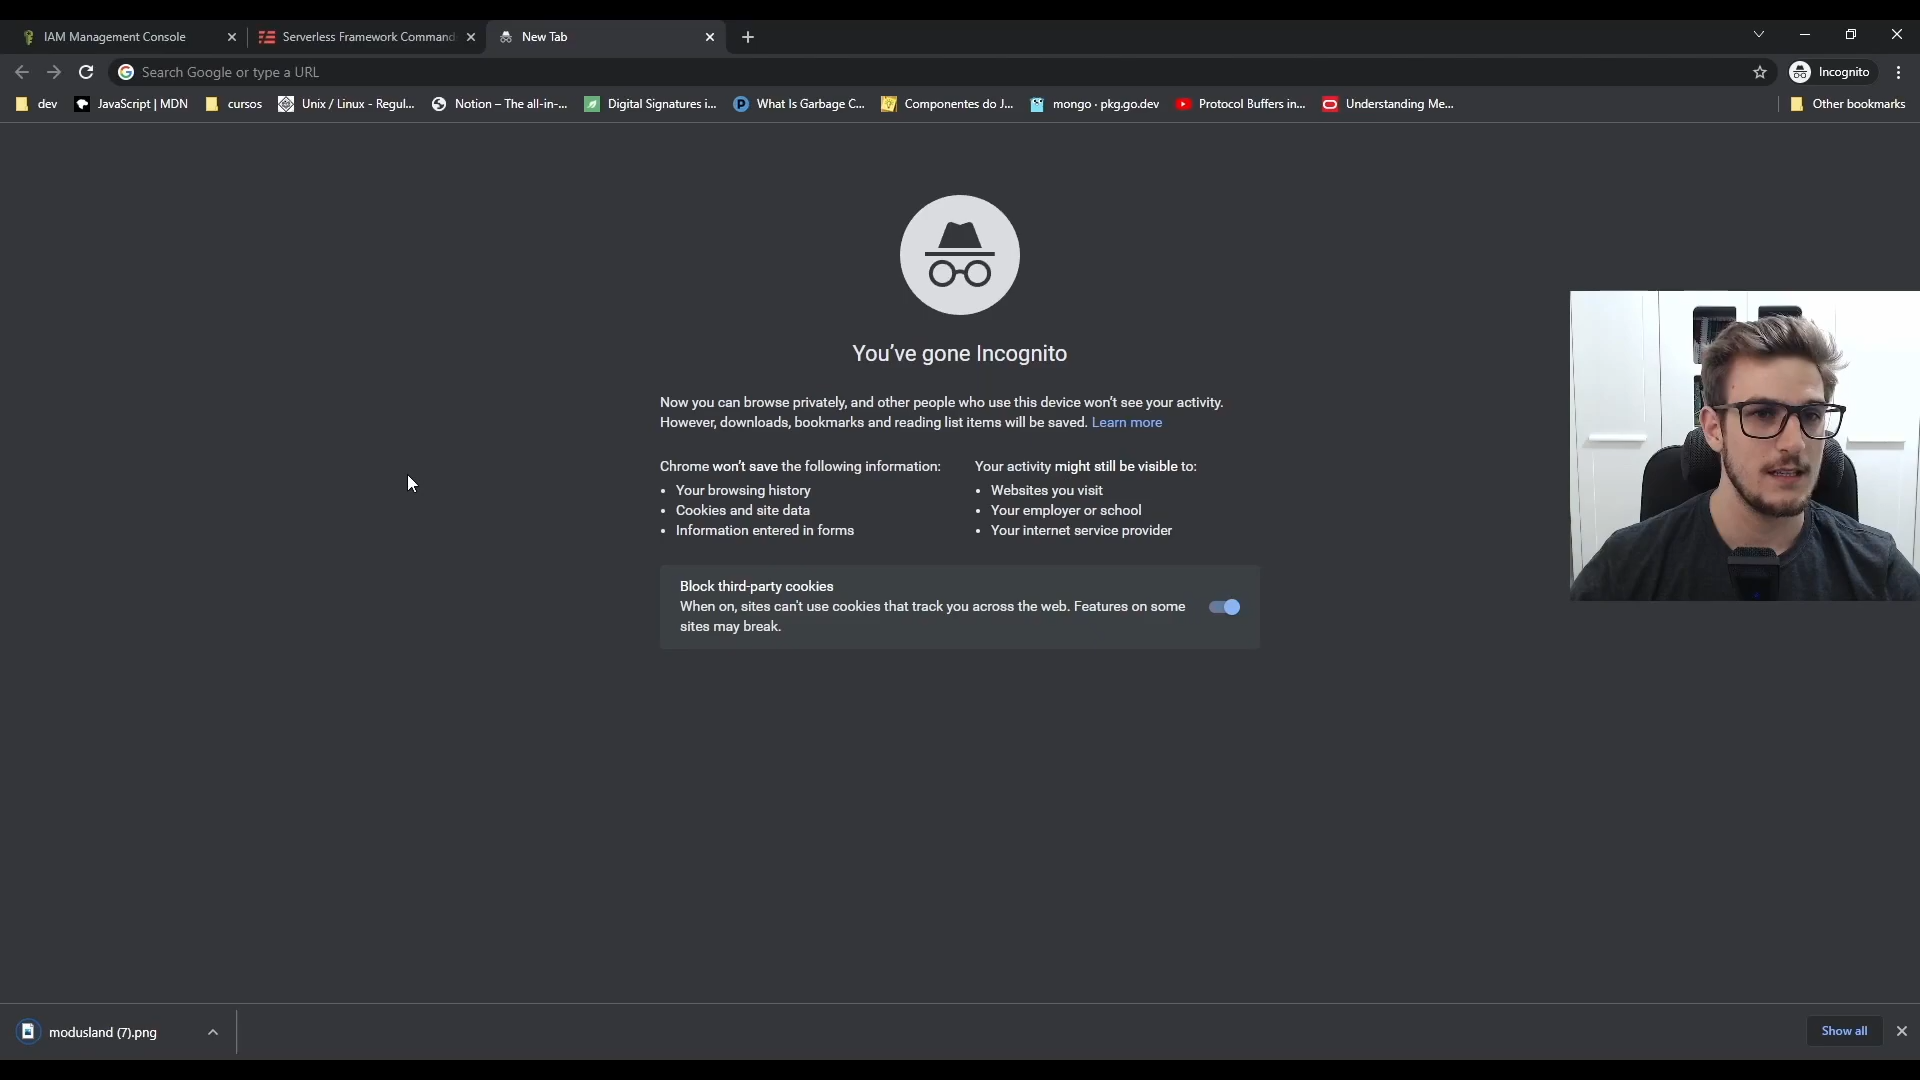 IAM Management Console
Serverless Framework Command
New Tab
Search Google or type a URL
Incognito
dev
JavaScript | MDN
cursos
Unix / Linux - Regul...
Notion – The all-in-...
Digital Signatures i...
What Is Garbage C...
Componentes do J...
mongo · pkg.go.dev
Protocol Buffers in...
Understanding Me...
Other bookmarks
You've gone Incognito
Now you can browse privately, and other people who use this device won't see your activity.
However, downloads, bookmarks and reading list items will be saved. Learn more
Chrome won't save the following information:
Your browsing history
Cookies and site data
Information entered in forms
Your activity might still be visible to:
Websites you visit
Your employer or school
Your internet service provider
Block third-party cookies
When on, sites can't use cookies that track you across the web. Features on some
sites may break.
modusland (7).png
Show all